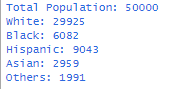 Total Population: 50000
White: 29925
Black: 6082
Hispanic: 9043
Asian: 2959
Others: 1991